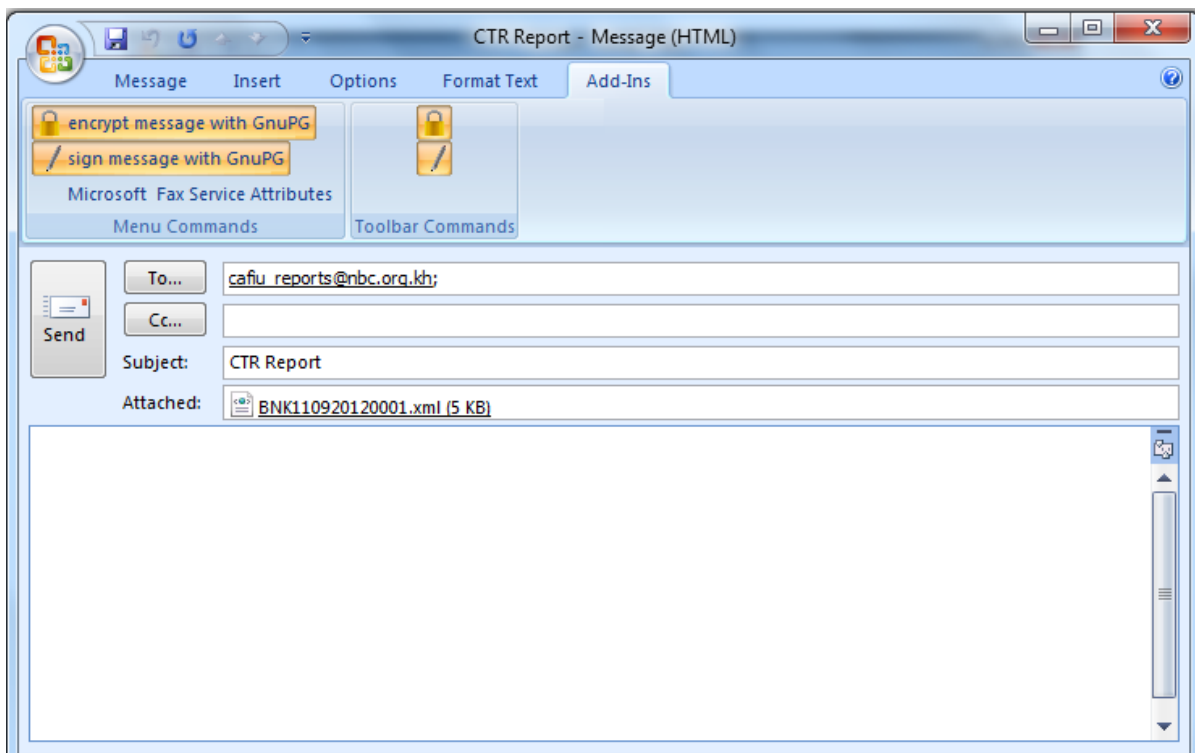 CTR Report - Message (HTML)
Message Insert Options Format Text Add-Ins
encrypt message with GnuPG
sign message with GnuPG
Microsoft Fax Service Attributes
Menu Commands Toolbar Commands
Send
To... cafiu_reports@nbc.org.kh;
Cc...
Subject: CTR Report
Attached: BNK110920120001.xml (5 KB)